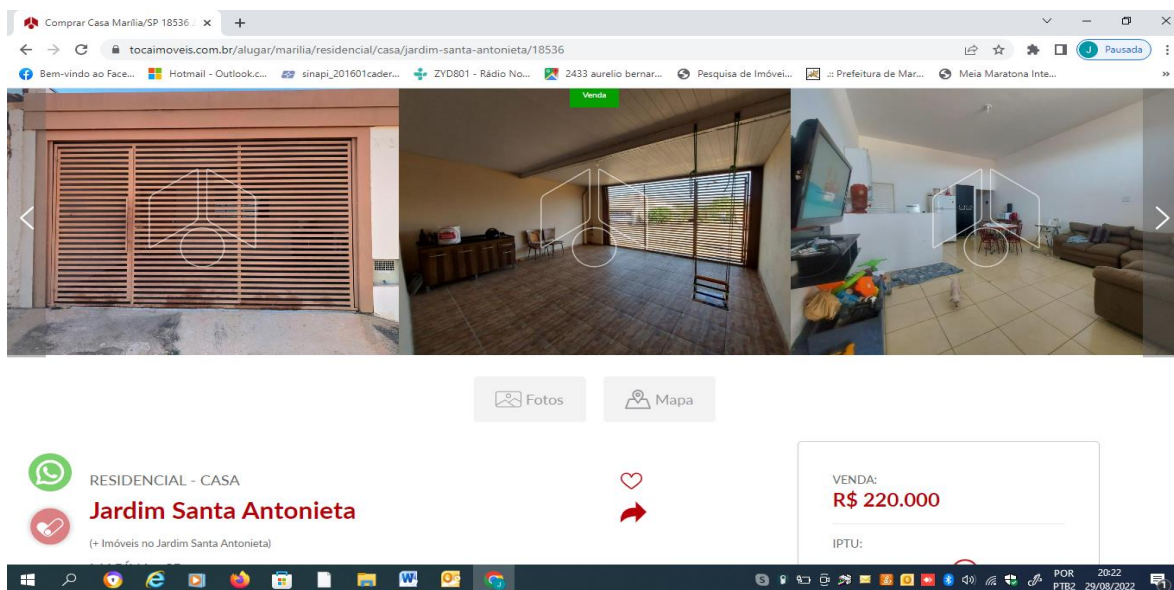 Comprar Casa Marília/SP 18536
tocaimoveis.com.br/alugar/marilia/residencial/casa/jardim-santa-antonieta/18536
J Pausada
Bem-vindo ao Face... Hotmail - Outlook.c... sinapi_201601cader... ZYD801 - Rádio No... 2433 aurelio bernar... Pesquisa de Imóvei... .:: Prefeitura de Mar... Meia Maratona Inte... »
Venda
Fotos Mapa
RESIDENCIAL - CASA
Jardim Santa Antonieta
(+ Imóveis no Jardim Santa Antonieta)
VENDA:
R$ 220.000
IPTU:
POR 20:22
PTB2 29/08/2022